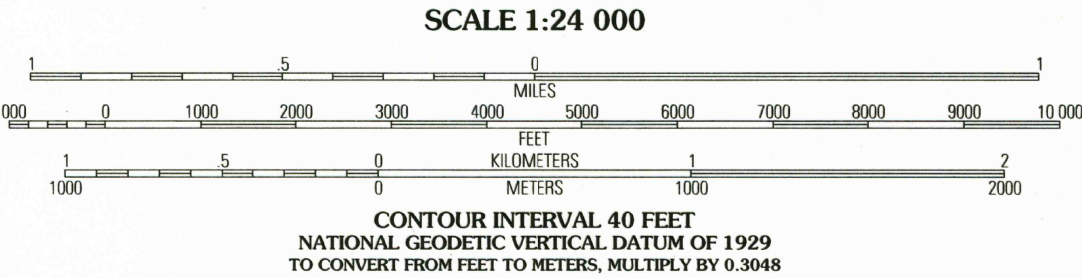 SCALE 1:24 000
1 .5 0 1
MILES
000 0 1000 2000 3000 4000 5000 6000 7000 8000 9000 10 000
FEET
1 .5 0 KILOMETERS 1 2
1000 0 METERS 1000 2000
CONTOUR INTERVAL 40 FEET
NATIONAL GEODETIC VERTICAL DATUM OF 1929
TO CONVERT FROM FEET TO METERS, MULTIPLY BY 0.3048